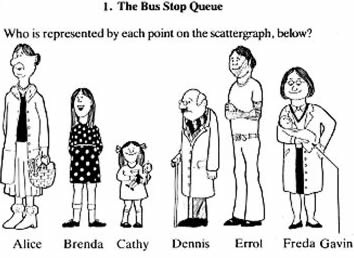 1. The Bus Stop Queue
Who is represented by each point on the scattergraph, below?
Alice Brenda Cathy Dennis Errol Freda Gavin